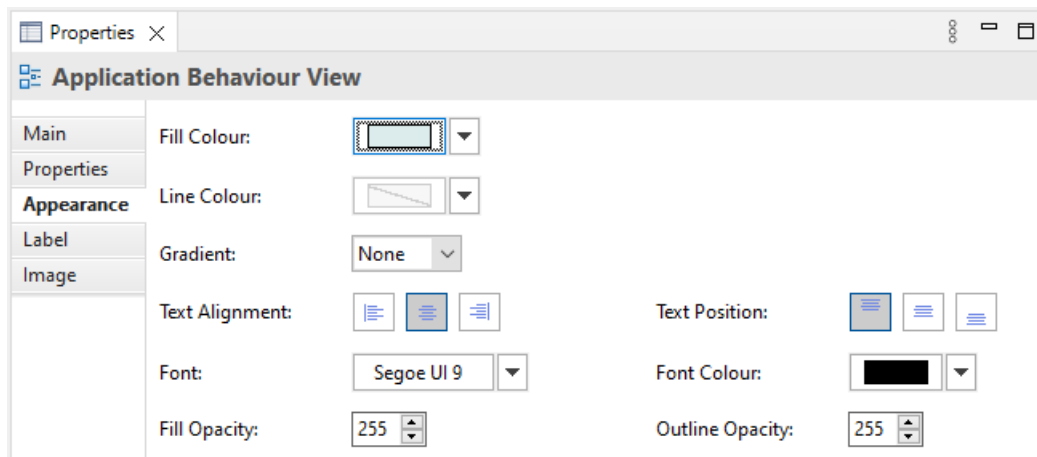 Properties
Application Behaviour View
Main
Properties
Appearance
Label
Image
Fill Colour:
Line Colour:
Gradient: None
Text Alignment: Text Position:
Font: Segoe UI 9 Font Colour:
Fill Opacity: 255 Outline Opacity: 255